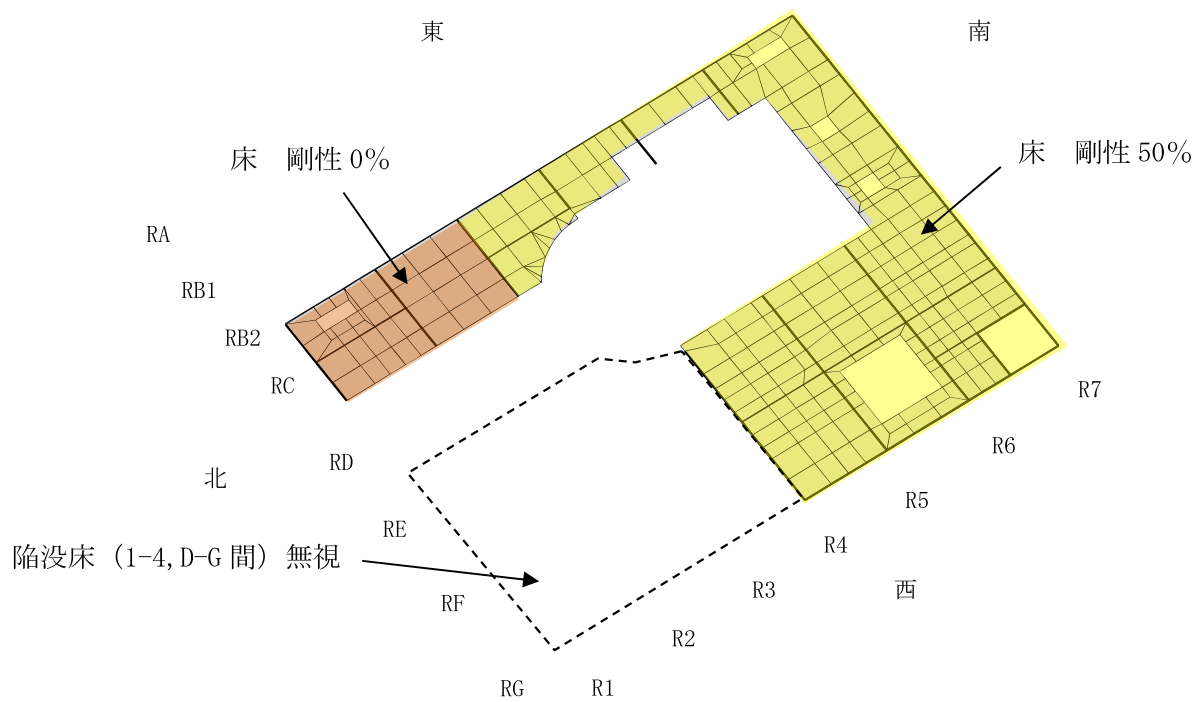 東
南
床　剛性 0%
床　剛性 50%
RA
RB1
RB2
RC
RD
RE
RF
RG
北
陥没床（1-4,D-G 間）無視
R7
R6
R5
R4
R3
R2
R1
西